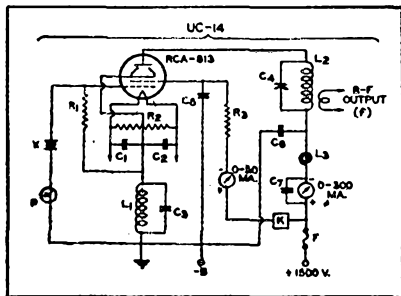 UC-14
RCA-813
L2
C4
R-F
OUTPUT
(f)
R1
R2
C5
R3
C6
C1
C2
L3
0-50
MA.
C7
0-300
MA.
P
L1
C3
K
F
-B
+1500 V.